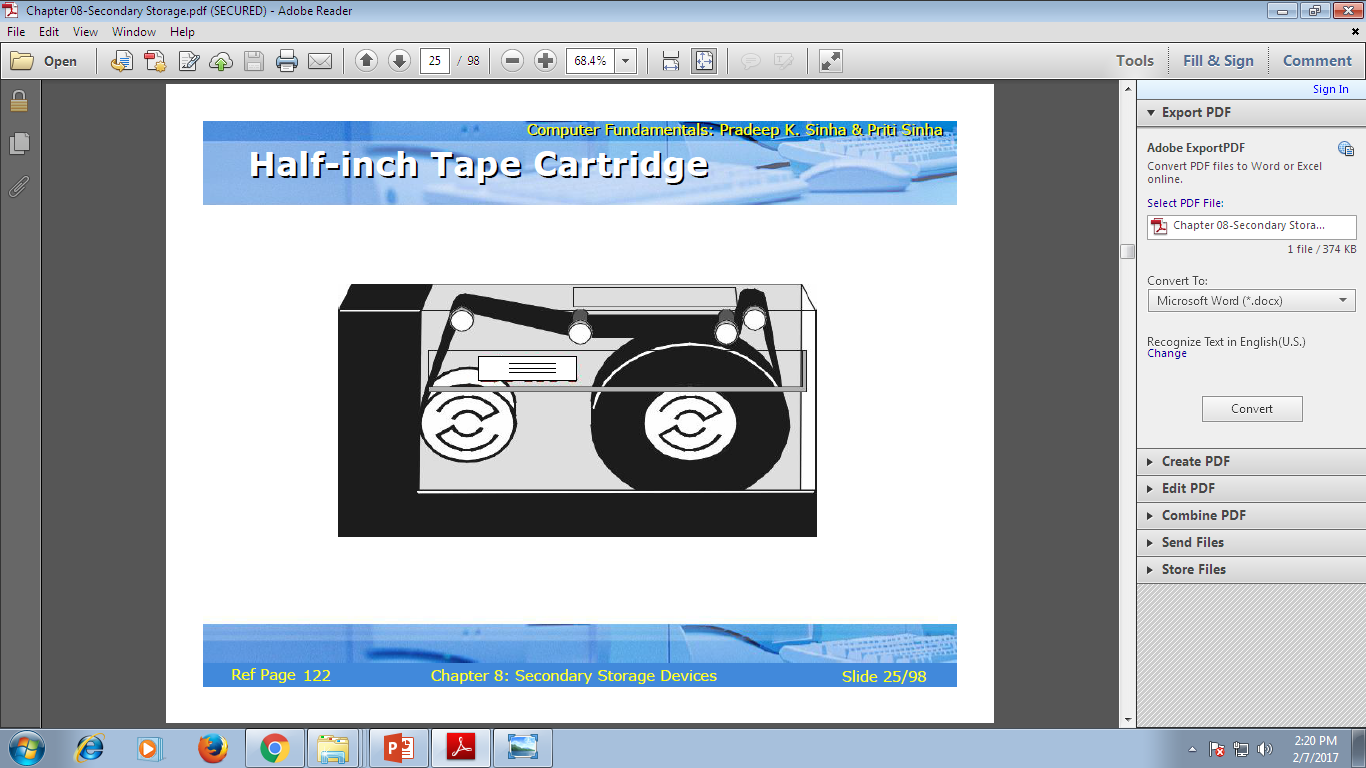 Chapter 08-Secondary Storage.pdf (SECURED) - Adobe Reader
File Edit View Window Help
Open 25 / 98 68.4% Tools Fill & Sign Comment
Sign In
Export PDF
Adobe ExportPDF
Convert PDF files to Word or Excel
online.
Select PDF File:
Chapter 08-Secondary Stora...
1 file / 374 KB
Convert To:
Microsoft Word (*.docx)
Recognize Text in English(U.S.)
Change
Convert
Create PDF
Edit PDF
Combine PDF
Send Files
Store Files
Computer Fundamentals: Pradeep K. Sinha & Priti Sinha
Half-inch Tape Cartridge
Ref Page 122 Chapter 8: Secondary Storage Devices Slide 25/98
2:20 PM
2/7/2017